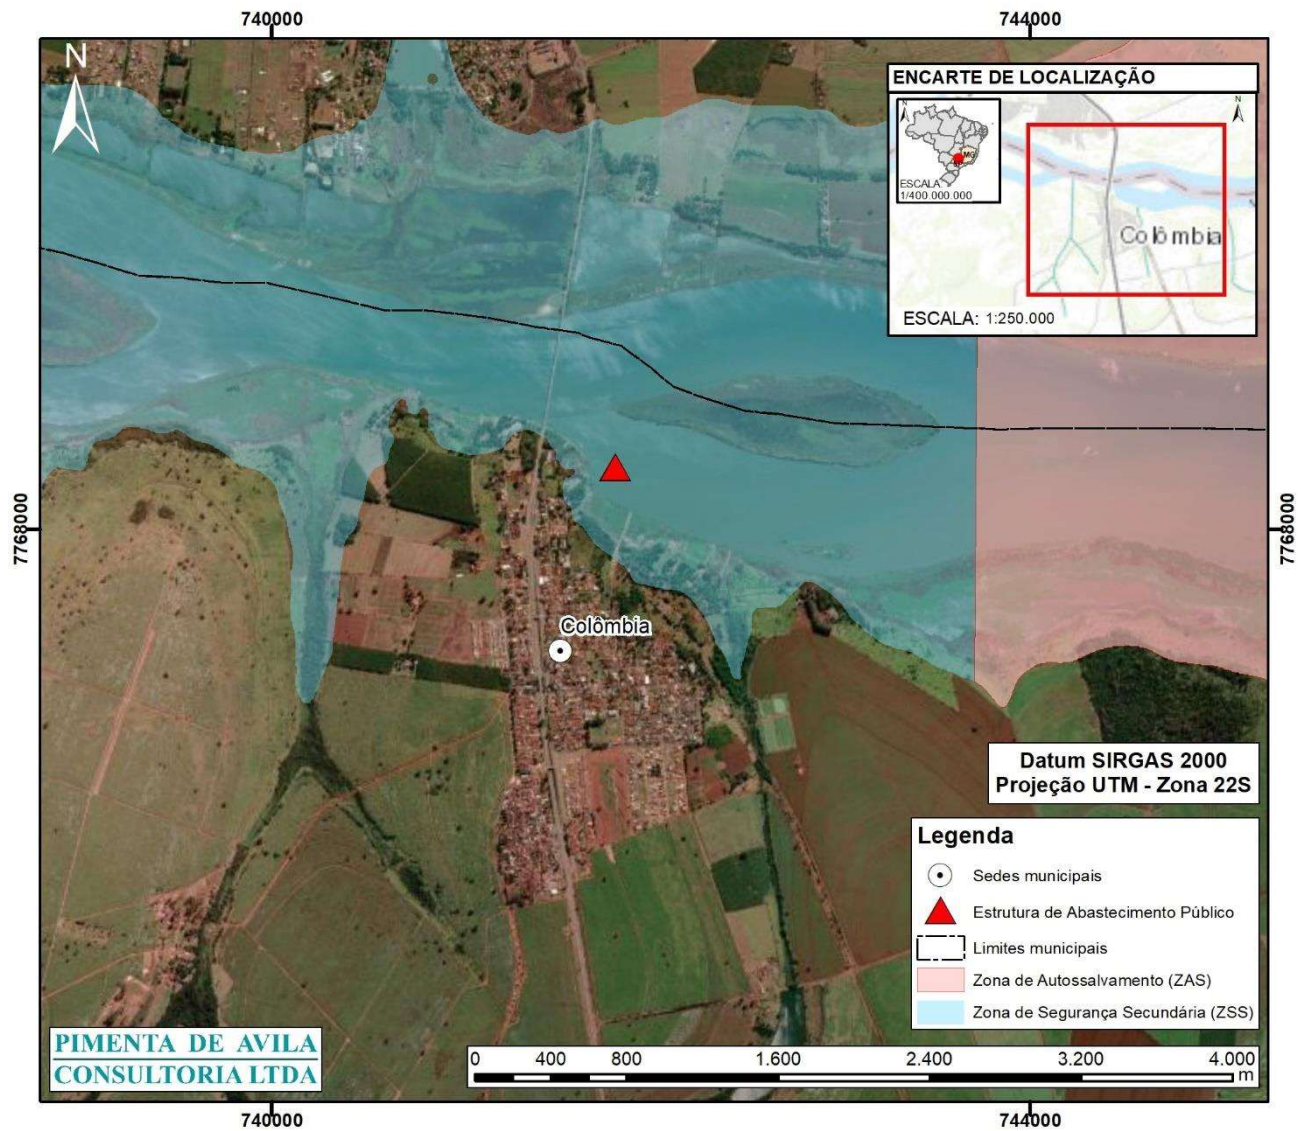 740000
744000
N
ENCARTE DE LOCALIZAÇÃO
N
N
MG
ESCALA:
1/400.000.000
Colômbia
ESCALA: 1:250.000
7768000
7768000
Colômbia
Datum SIRGAS 2000
Projeção UTM - Zona 22S
Legenda
Sedes municipais
Estrutura de Abastecimento Público
Limites municipais
Zona de Autossalvamento (ZAS)
Zona de Segurança Secundária (ZSS)
PIMENTA DE AVILA
CONSULTORIA LTDA
0 400 800 1.600 2.400 3.200 4.000
m
740000
744000